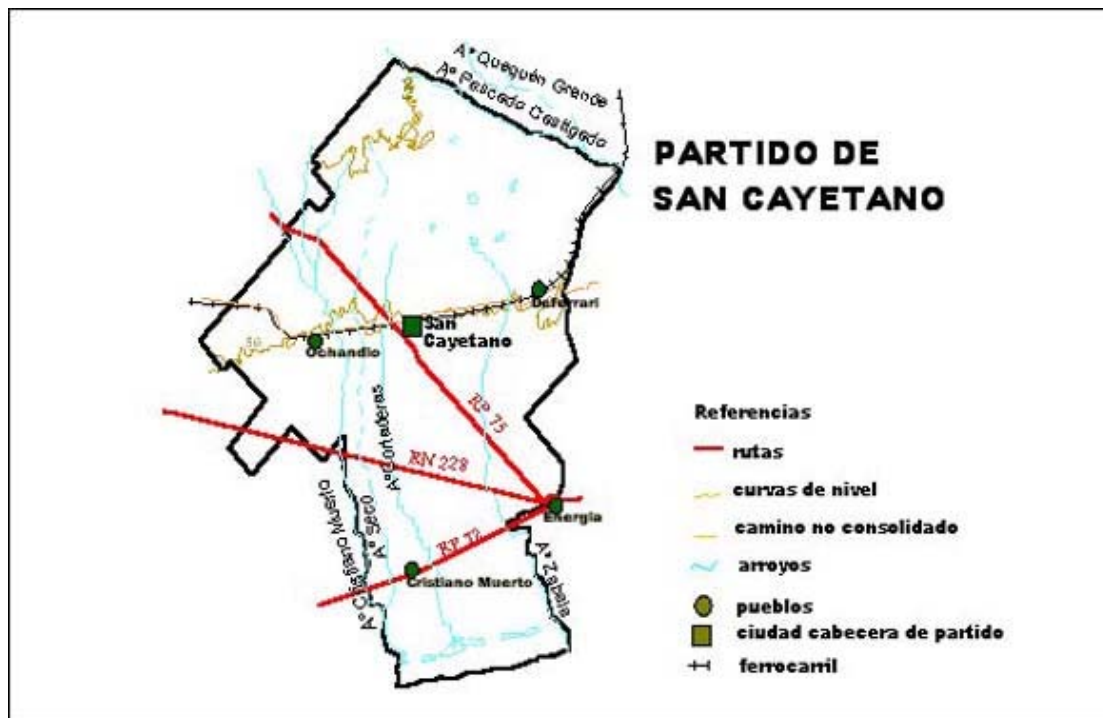 Aº Quequén Grande
Aº Pescado Castigado
PARTIDO DE
SAN CAYETANO
Deferrari
San
Cayetano
50
Ochandio
RP 75
Aº Cortaderas
RN 228
Aº Cristiano Muerto
Aº Seco
Energía
RP 72
Cristiano Muerto
Aº Zabala
Referencias
rutas
curvas de nivel
camino no consolidado
arroyos
pueblos
ciudad cabecera de partido
ferrocarril